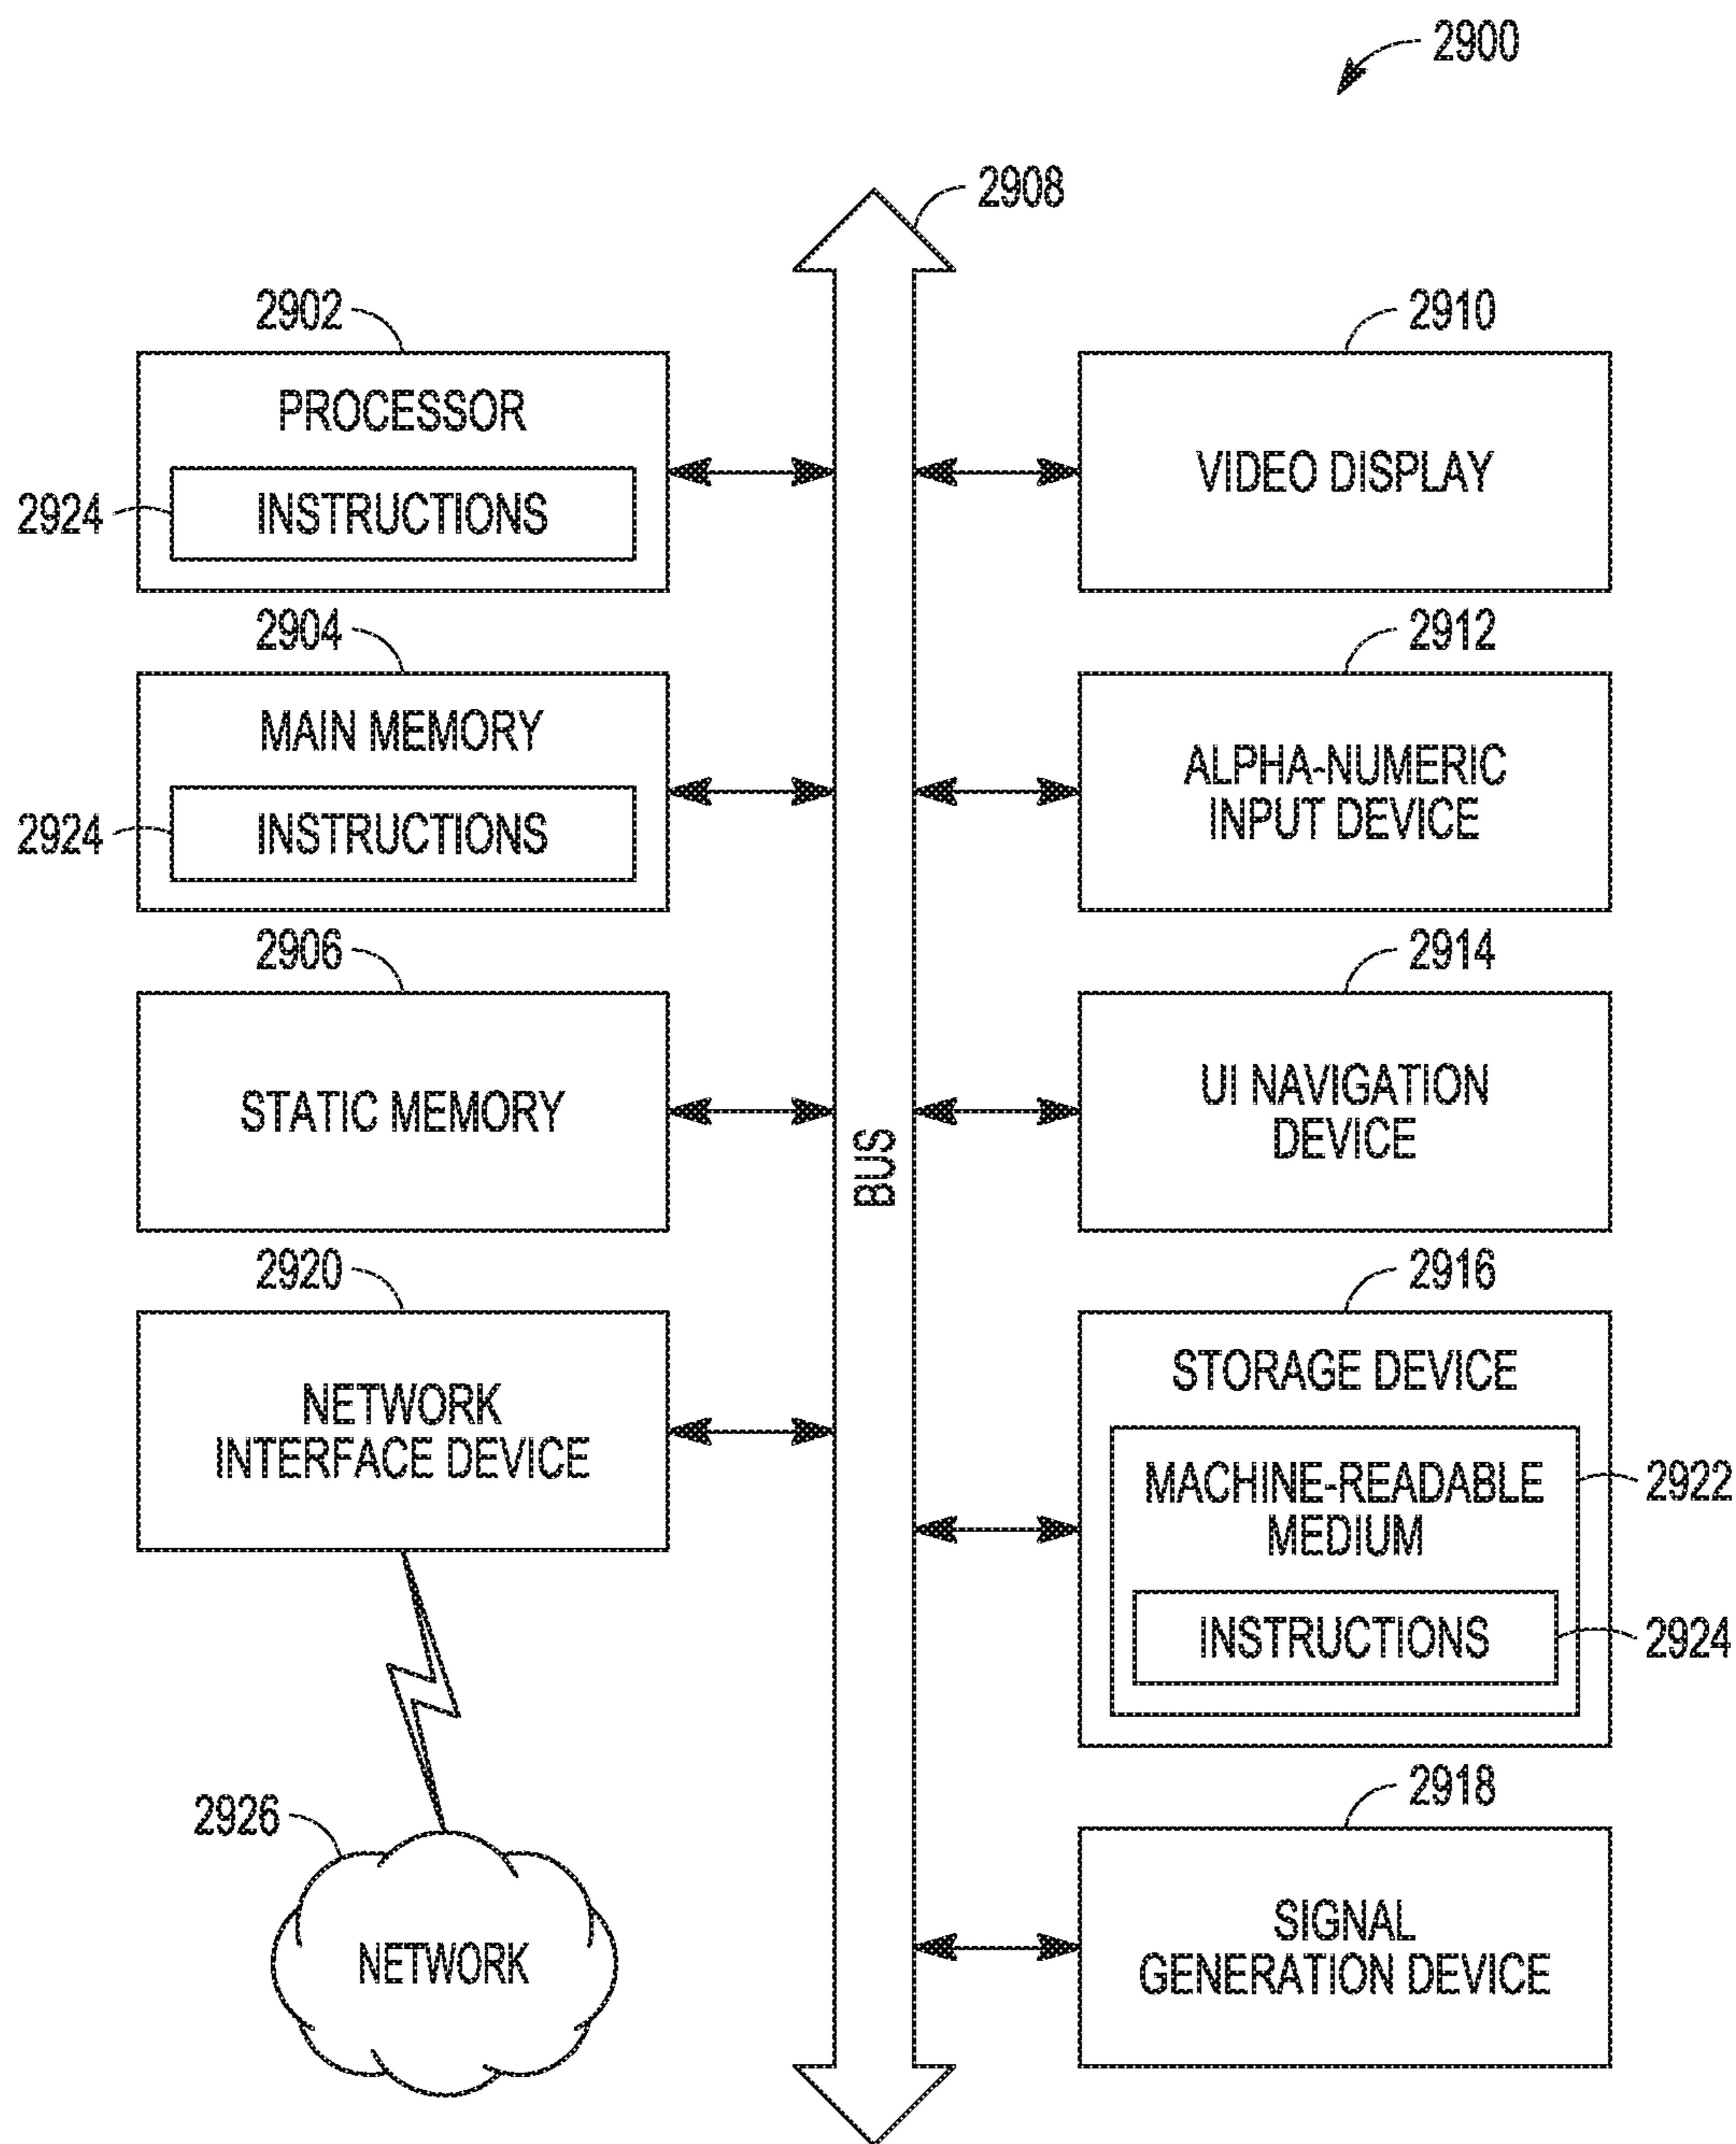 2900
2908
2902
PROCESSOR
2924
INSTRUCTIONS
2904
MAIN MEMORY
2924
INSTRUCTIONS
2906
STATIC MEMORY
2920
NETWORK
INTERFACE DEVICE
2926
NETWORK
BUS
2910
VIDEO DISPLAY
2912
ALPHA-NUMERIC
INPUT DEVICE
2914
UI NAVIGATION
DEVICE
2916
STORAGE DEVICE
MACHINE-READABLE
MEDIUM
2922
INSTRUCTIONS
2924
2918
SIGNAL
GENERATION DEVICE